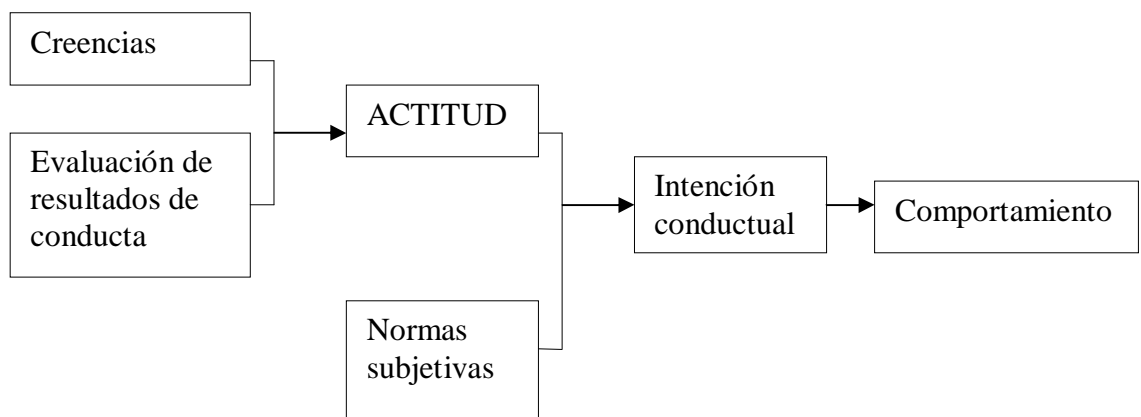 Creencias
Evaluación de
resultados de
conducta
ACTITUD
Normas
subjetivas
Intención
conductual
Comportamiento